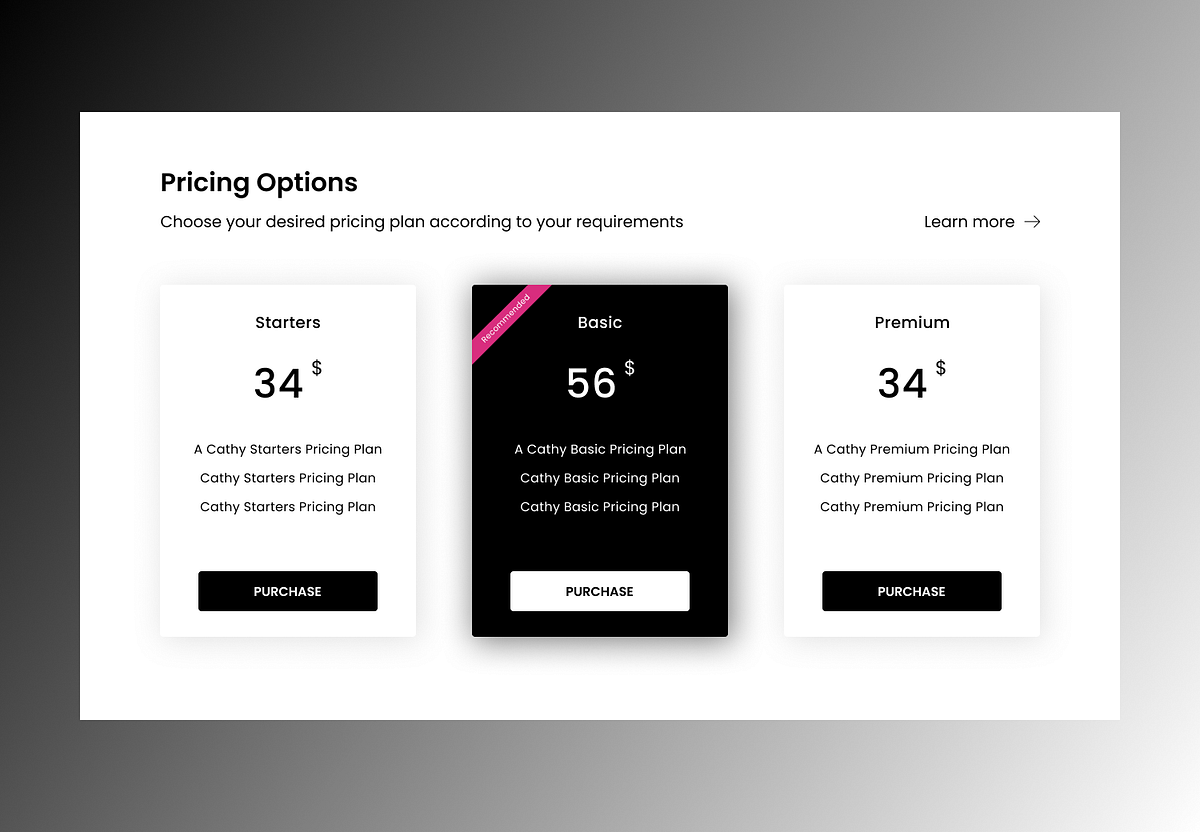 Pricing Options
Choose your desired pricing plan according to your requirements
Learn more
Starters
34 $
A Cathy Starters Pricing Plan
Cathy Starters Pricing Plan
Cathy Starters Pricing Plan
PURCHASE
Recommended
Basic
56 $
A Cathy Basic Pricing Plan
Cathy Basic Pricing Plan
Cathy Basic Pricing Plan
PURCHASE
Premium
34 $
A Cathy Premium Pricing Plan
Cathy Premium Pricing Plan
Cathy Premium Pricing Plan
PURCHASE